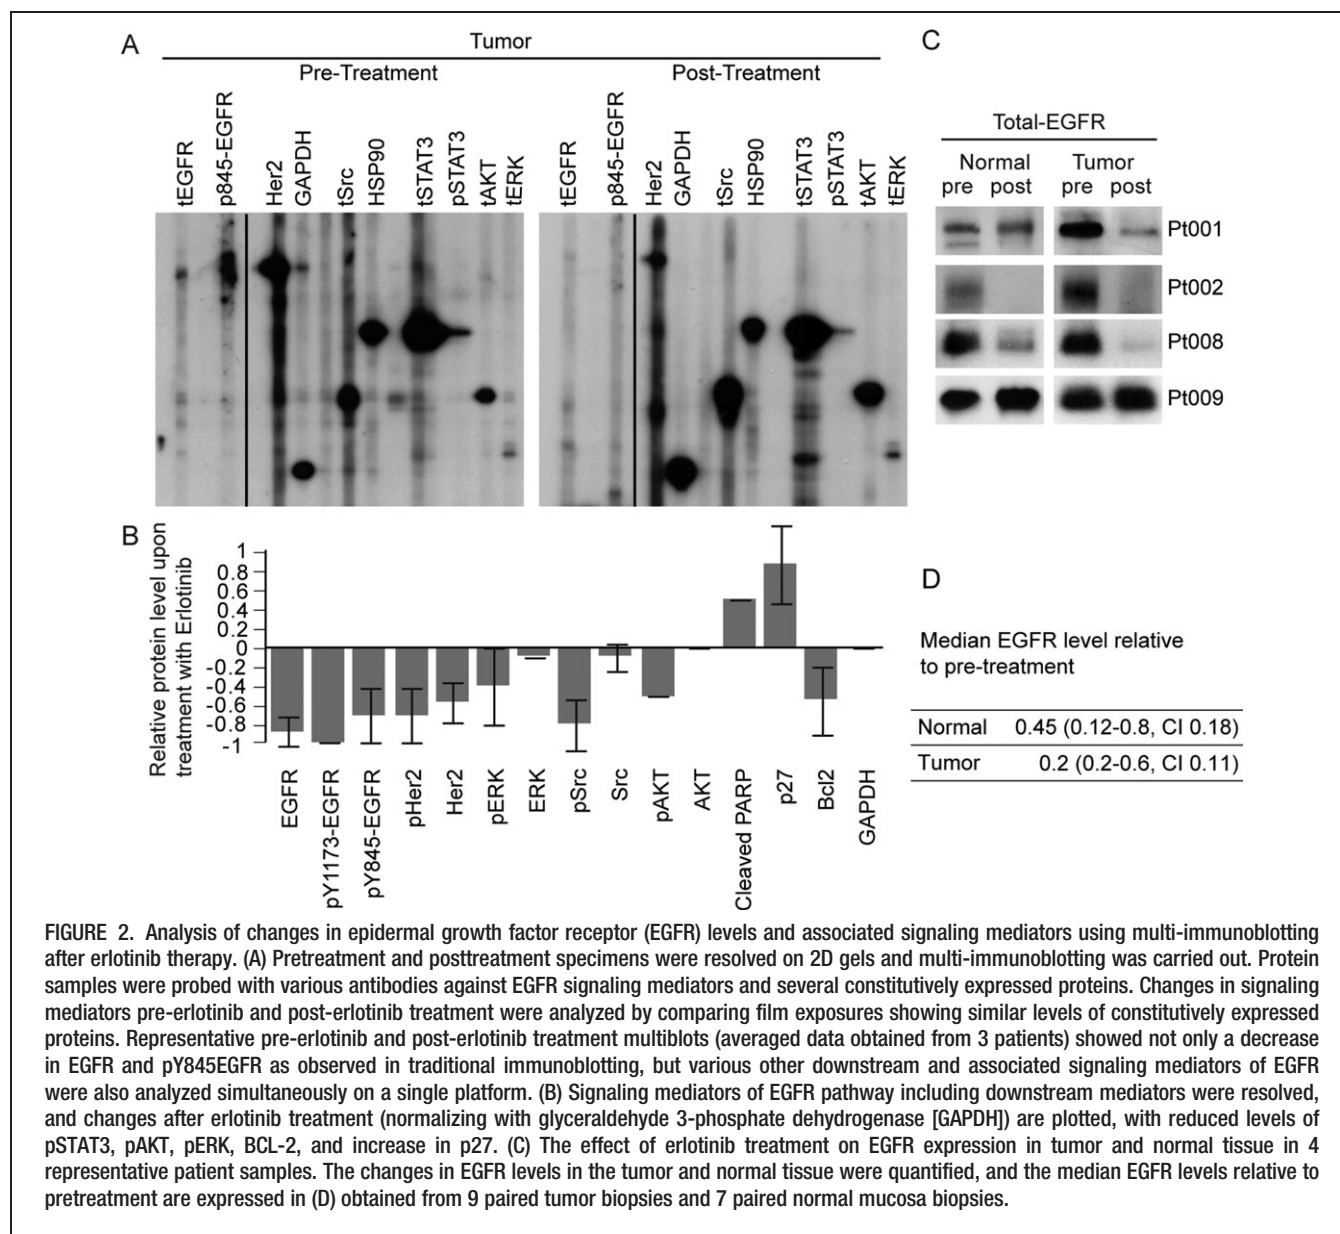 A
Tumor
Pre-Treatment
Post-Treatment
tEGFR
p845-EGFR
Her2
GAPDH
tSrc
HSP90
tSTAT3
pSTAT3
tAKT
tERK
tEGFR
p845-EGFR
Her2
GAPDH
tSrc
HSP90
tSTAT3
pSTAT3
tAKT
tERK
C
Total-EGFR
Normal Tumor
pre post pre post
Pt001
Pt002
Pt008
Pt009
B
Relative protein level upon
treatment with Erlotinib
1
0.8
0.6
0.4
0.2
0
-0.2
-0.4
-0.6
-0.8
-1
EGFR
pY1173-EGFR
pY845-EGFR
pHer2
Her2
pERK
ERK
pSrc
Src
pAKT
AKT
Cleaved PARP
p27
Bcl2
GAPDH
D
Median EGFR level relative
to pre-treatment
Normal 0.45 (0.12-0.8, CI 0.18)
Tumor 0.2 (0.2-0.6, CI 0.11)
FIGURE 2. Analysis of changes in epidermal growth factor receptor (EGFR) levels and associated signaling mediators using multi-immunoblotting
after erlotinib therapy. (A) Pretreatment and posttreatment specimens were resolved on 2D gels and multi-immunoblotting was carried out. Protein
samples were probed with various antibodies against EGFR signaling mediators and several constitutively expressed proteins. Changes in signaling
mediators pre-erlotinib and post-erlotinib treatment were analyzed by comparing film exposures showing similar levels of constitutively expressed
proteins. Representative pre-erlotinib and post-erlotinib treatment multiblots (averaged data obtained from 3 patients) showed not only a decrease
in EGFR and pY845EGFR as observed in traditional immunoblotting, but various other downstream and associated signaling mediators of EGFR
were also analyzed simultaneously on a single platform. (B) Signaling mediators of EGFR pathway including downstream mediators were resolved,
and changes after erlotinib treatment (normalizing with glyceraldehyde 3-phosphate dehydrogenase [GAPDH]) are plotted, with reduced levels of
pSTAT3, pAKT, pERK, BCL-2, and increase in p27. (C) The effect of erlotinib treatment on EGFR expression in tumor and normal tissue in 4
representative patient samples. The changes in EGFR levels in the tumor and normal tissue were quantified, and the median EGFR levels relative to
pretreatment are expressed in (D) obtained from 9 paired tumor biopsies and 7 paired normal mucosa biopsies.